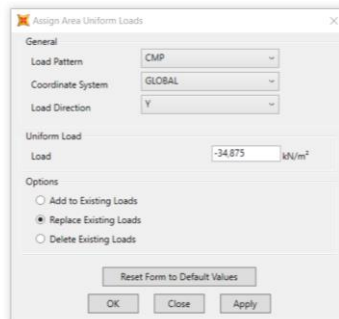 Assign Area Uniform Loads
General
Load Pattern CMP
Coordinate System GLOBAL
Load Direction Y
Uniform Load
Load -34,875 kN/m²
Options
Add to Existing Loads
Replace Existing Loads
Delete Existing Loads
Reset Form to Default Values
OK Close Apply